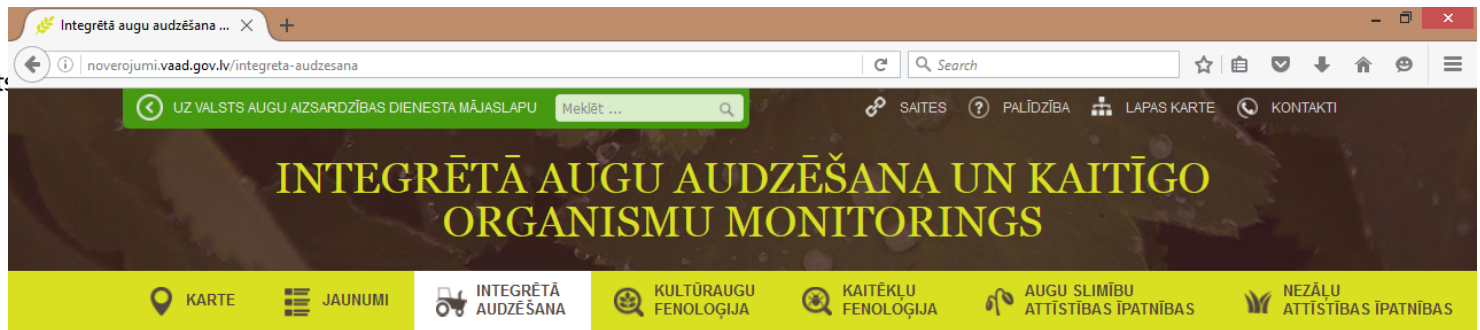 Integrētā augu audzēšana ...
noverojumi.vaad.gov.lv/integreta-audzesana
Search
UZ VALSTS AUGU AIZSARDZĪBAS DIENESTA MĀJASLAPU
Meklēt ...
SAITES
PALĪDZĪBA
LAPAS KARTE
KONTAKTI
INTEGRĒTĀ AUGU AUDZĒŠANA UN KAITĪGO
ORGANISMU MONITORINGS
KARTE
JAUNUMI
INTEGRĒTĀ
AUDZĒŠANA
KULTŪRAUGU
FENOLOĢIJA
KAITĒKĻU
FENOLOĢIJA
AUGU SLIMĪBU
ATTĪSTĪBAS ĪPATNĪBAS
NEZĀĻU
ATTĪSTĪBAS ĪPATNĪBAS